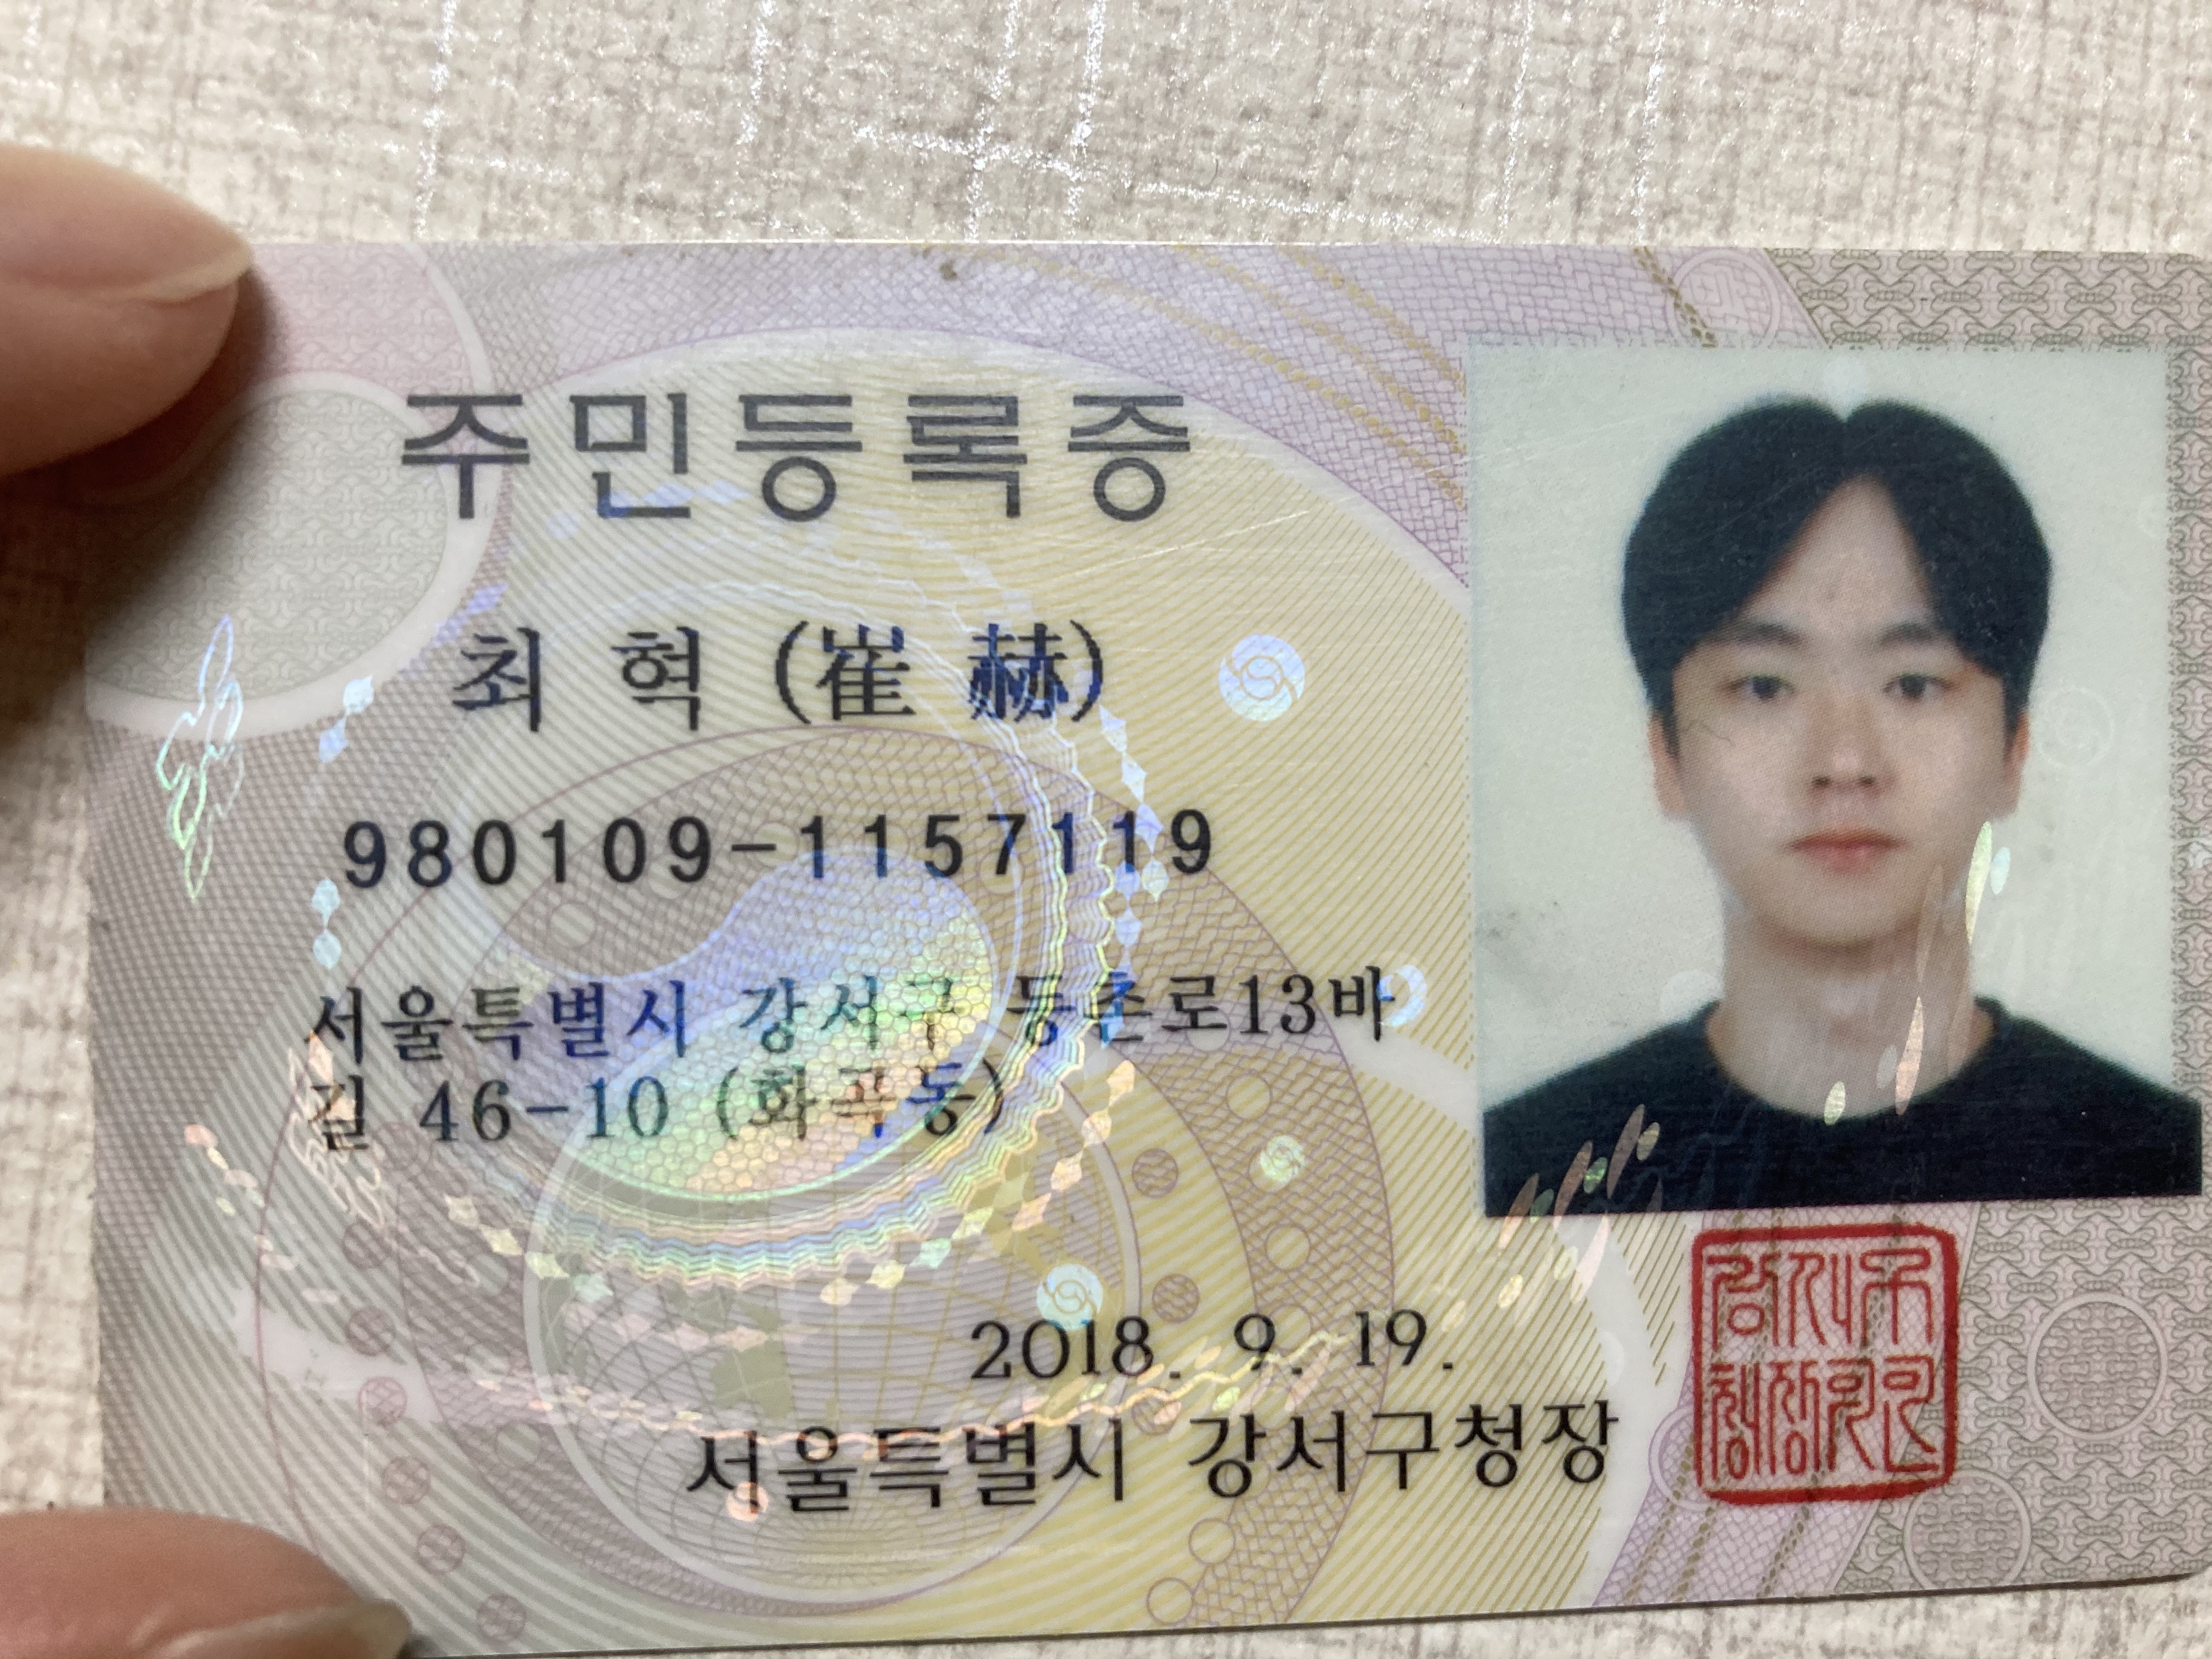 주민등록증
최 혁 (崔 赫)
980109-1157119
서울특별시 강서구 등촌로13바
길 46-10 (화곡동)
2018. 9. 19.
서울특별시 강서구청장